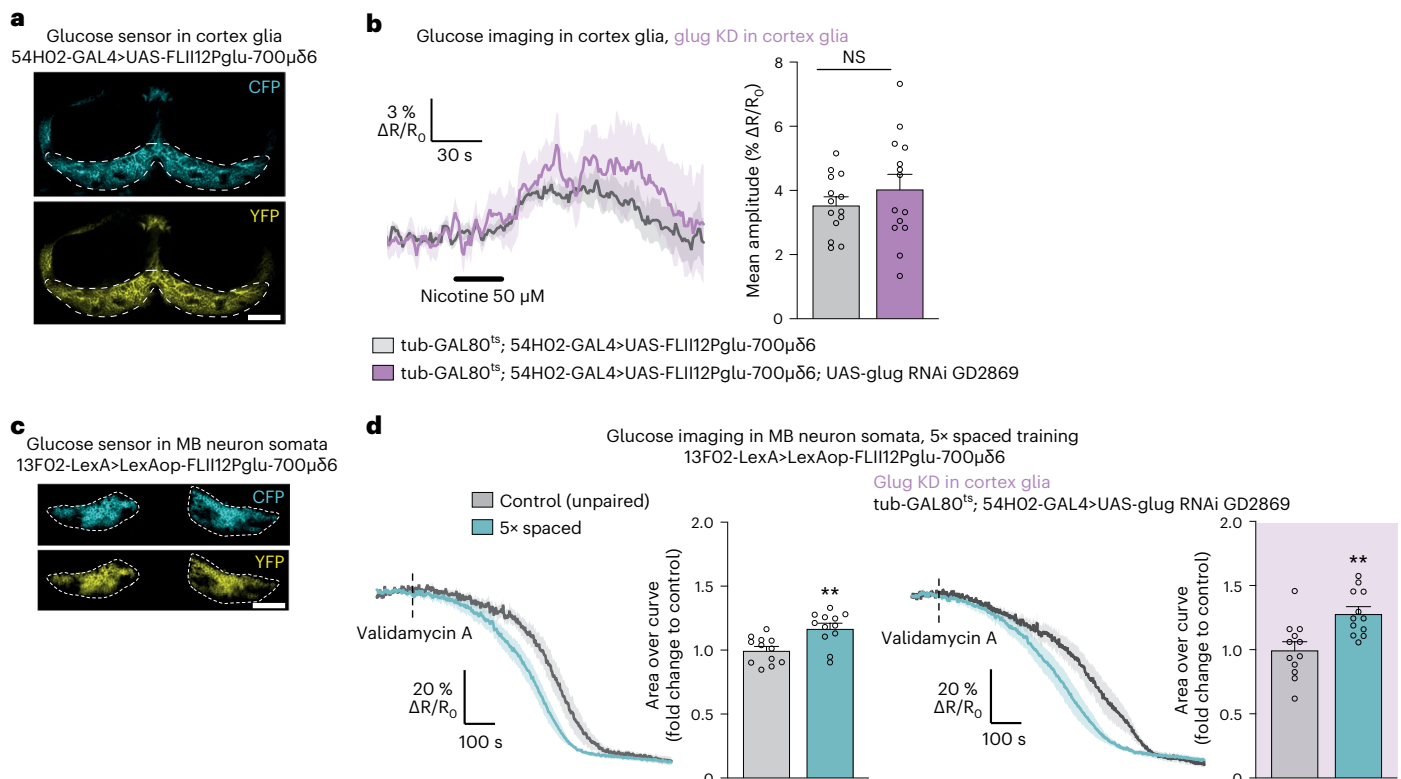 a
Glucose sensor in cortex glia
54H02-GAL4>UAS-FLII12Pglu-700µδ6
CFP
YFP
b
Glucose imaging in cortex glia, glug KD in cortex glia
3 %
ΔR/R0
30 s
Nicotine 50 µM
NS
Mean amplitude (% ΔR/R0)
8
6
4
2
0
tub-GAL80ts; 54H02-GAL4>UAS-FLII12Pglu-700µδ6
tub-GAL80ts; 54H02-GAL4>UAS-FLII12Pglu-700µδ6; UAS-glug RNAi GD2869
c
Glucose sensor in MB neuron somata
13F02-LexA>LexAop-FLII12Pglu-700µδ6
CFP
YFP
d
Glucose imaging in MB neuron somata, 5× spaced training
13F02-LexA>LexAop-FLII12Pglu-700µδ6
Glug KD in cortex glia
tub-GAL80ts; 54H02-GAL4>UAS-glug RNAi GD2869
Control (unpaired)
5× spaced
Validamycin A
20 %
ΔR/R0
100 s
Area over curve
(fold change to control)
2.0
1.5
1.0
0.5
0
**
Validamycin A
20 %
ΔR/R0
100 s
Area over curve
(fold change to control)
2.0
1.5
1.0
0.5
0
**